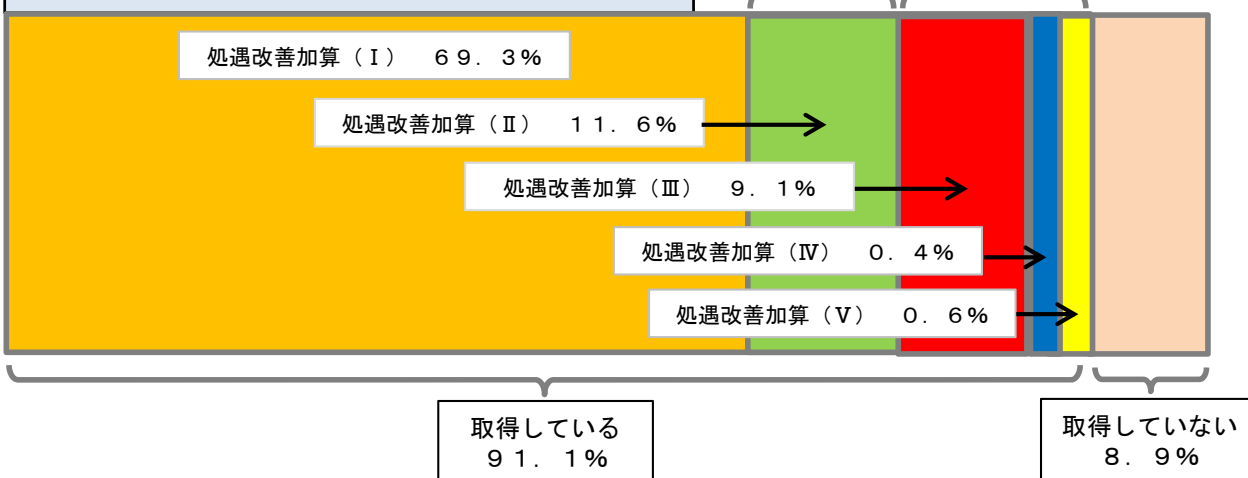 処遇改善加算（Ⅰ）　６９．３％
処遇改善加算（Ⅱ）　１１．６％
処遇改善加算（Ⅲ）　９．１％
処遇改善加算（Ⅳ）　０．４％
処遇改善加算（Ⅴ）　０．６％
取得している
９１．１％
取得していない
８．９％